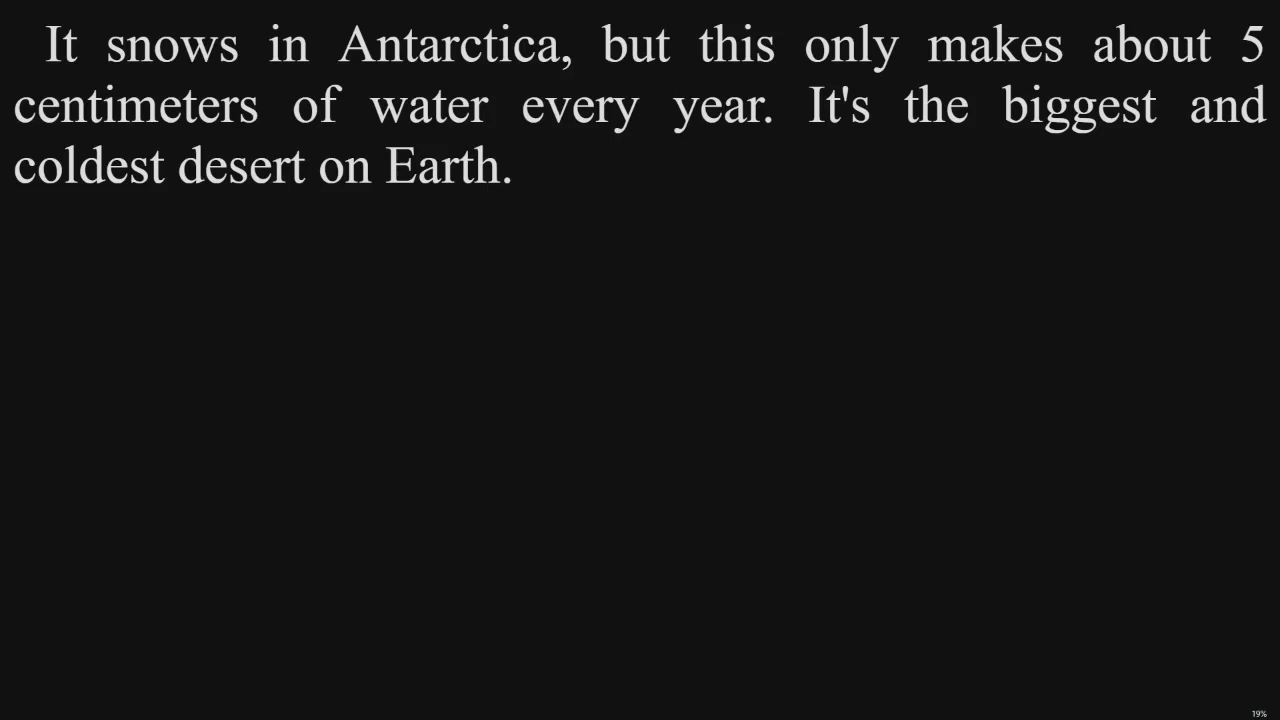 It snows in Antarctica, but this only makes about 5
centimeters of water every year. It's the biggest and
coldest desert on Earth.
19%